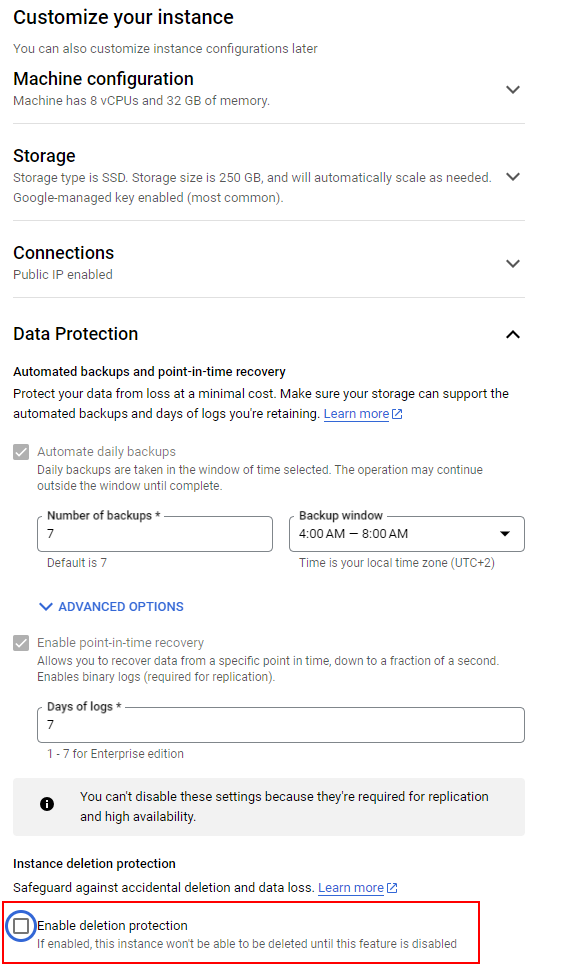 Customize your instance
You can also customize instance configurations later
Machine configuration
Machine has 8 vCPUs and 32 GB of memory.
Storage
Storage type is SSD. Storage size is 250 GB, and will automatically scale as needed.
Google-managed key enabled (most common).
Connections
Public IP enabled
Data Protection
Automated backups and point-in-time recovery
Protect your data from loss at a minimal cost. Make sure your storage can support the
automated backups and days of logs you're retaining. Learn more
Automate daily backups
Daily backups are taken in the window of time selected. The operation may continue
outside the window until complete.
Number of backups *
7
Default is 7
Backup window
4:00 AM — 8:00 AM
Time is your local time zone (UTC+2)
ADVANCED OPTIONS
Enable point-in-time recovery
Allows you to recover data from a specific point in time, down to a fraction of a second.
Enables binary logs (required for replication).
Days of logs *
7
1 - 7 for Enterprise edition
You can't disable these settings because they're required for replication
and high availability.
Instance deletion protection
Safeguard against accidental deletion and data loss. Learn more
Enable deletion protection
If enabled, this instance won't be able to be deleted until this feature is disabled